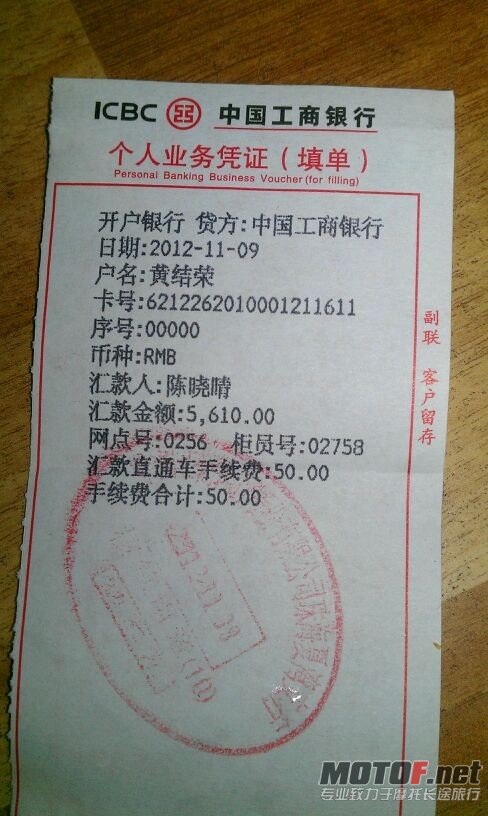 ICBC 中国工商银行
个人业务凭证（填单）
Personal Banking Business Voucher (for filling)
开户银行 贷方:中国工商银行
日期:2012-11-09
户名:黄结荣
卡号:6212262010001211611
序号:00000
币种:RMB
汇款人:陈晓晴
汇款金额:5,610.00
网点号:0256 柜员号:02758
汇款直通车手续费:50.00
手续费合计:50.00
副联 客户留存
(10)
MOTOF.net
专业致力于摩托长途旅行